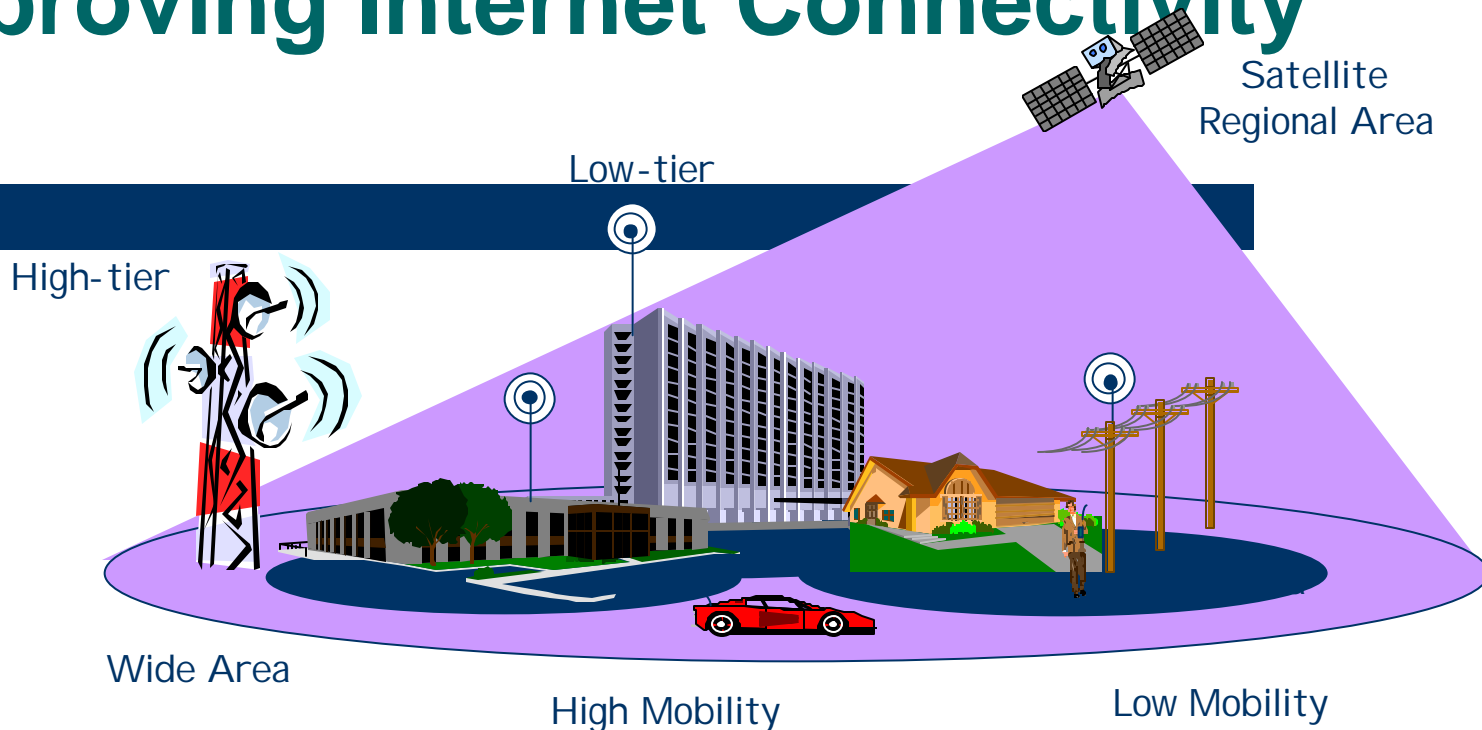 proving Internet Connectivity
Satellite
Regional Area
Low-tier
High-tier
Wide Area
High Mobility
Low Mobility